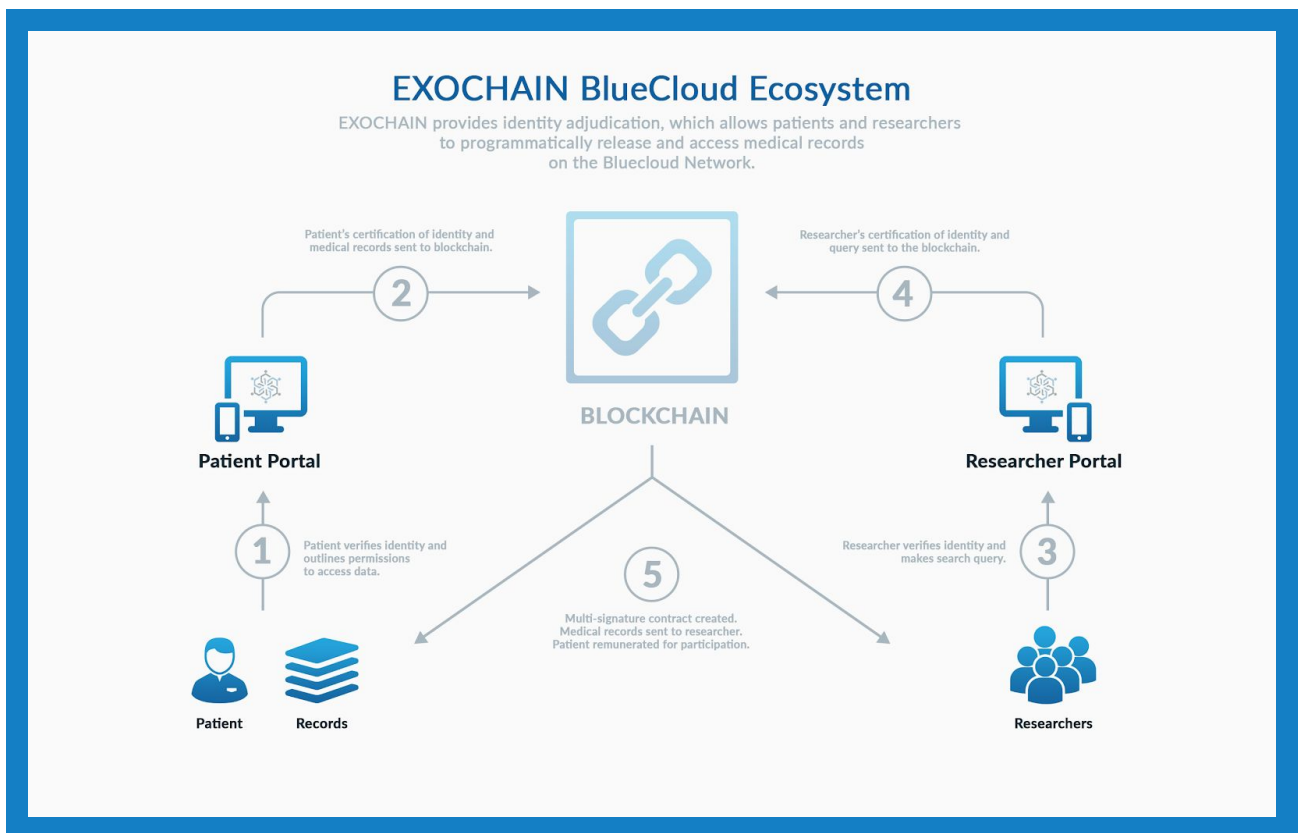 EXOCHAIN BlueCloud Ecosystem
EXOCHAIN provides identity adjudication, which allows patients and researchers
to programmatically release and access medical records
on the Bluecloud Network.
Patient's certification of identity and
medical records sent to blockchain.
2
Researcher's certification of identity and
query sent to the blockchain.
4
BLOCKCHAIN
Patient Portal
Researcher Portal
1
Patient verifies identity and
outlines permissions
to access data.
5
Multi-signature contract created.
Medical records sent to researcher.
Patient remunerated for participation.
Researcher verifies identity and
makes search query.
3
Patient
Records
Researchers